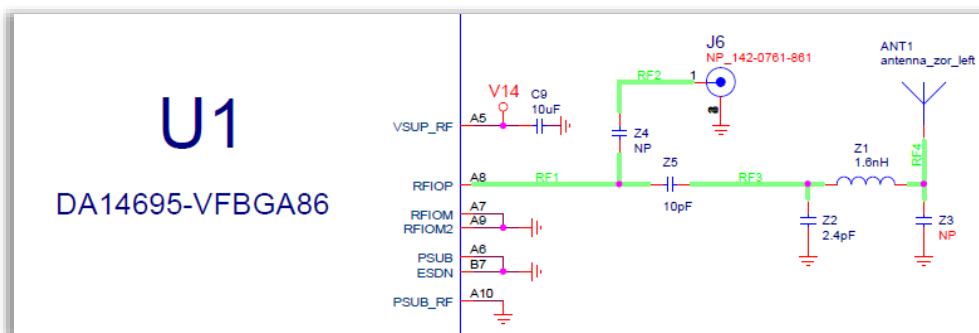 U1
DA14695-VFBGA86
VSUP_RF
A5
V14
C9
10uF
RFIOP
A8
RF1
RFIOM
A7
RFIOM2
A9
PSUB
A6
ESDN
B7
PSUB_RF
A10
J6
NP_142-0761-861
RF2
1
Z4
NP
Z5
10pF
RF3
ANT1
antenna_zor_left
Z1
1.6nH
RF4
Z2
2.4pF
Z3
NP